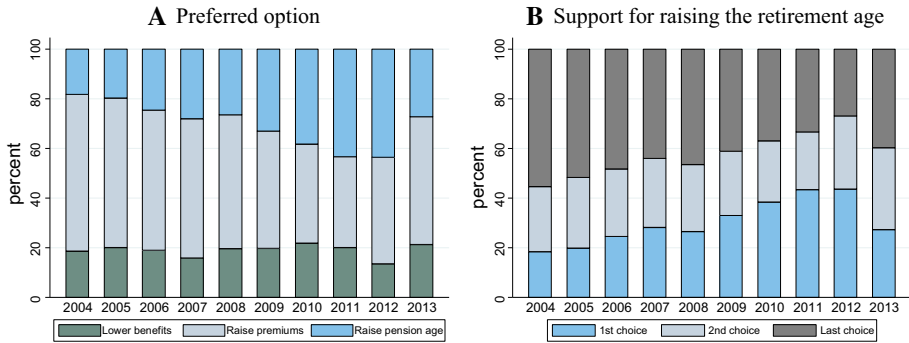 A Preferred option
percent
100
80
60
40
20
0
2004 2005 2006 2007 2008 2009 2010 2011 2012 2013
Lower benefits Raise premiums Raise pension age
B Support for raising the retirement age
percent
100
80
60
40
20
0
2004 2005 2006 2007 2008 2009 2010 2011 2012 2013
1st choice 2nd choice Last choice